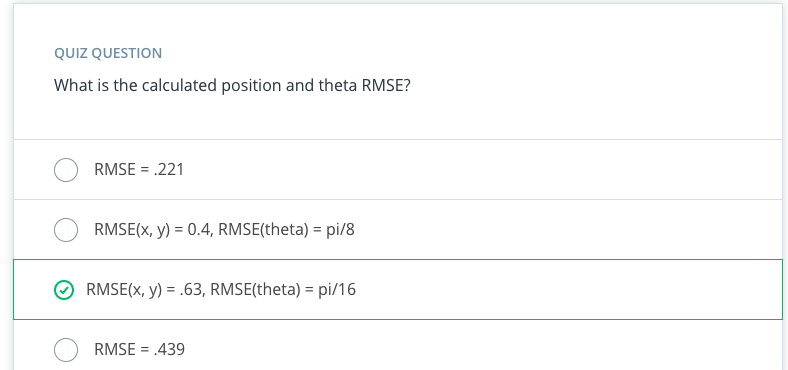 QUIZ QUESTION
What is the calculated position and theta RMSE?
RMSE = .221
RMSE(x, y) = 0.4, RMSE(theta) = pi/8
RMSE(x, y) = .63, RMSE(theta) = pi/16
RMSE = .439